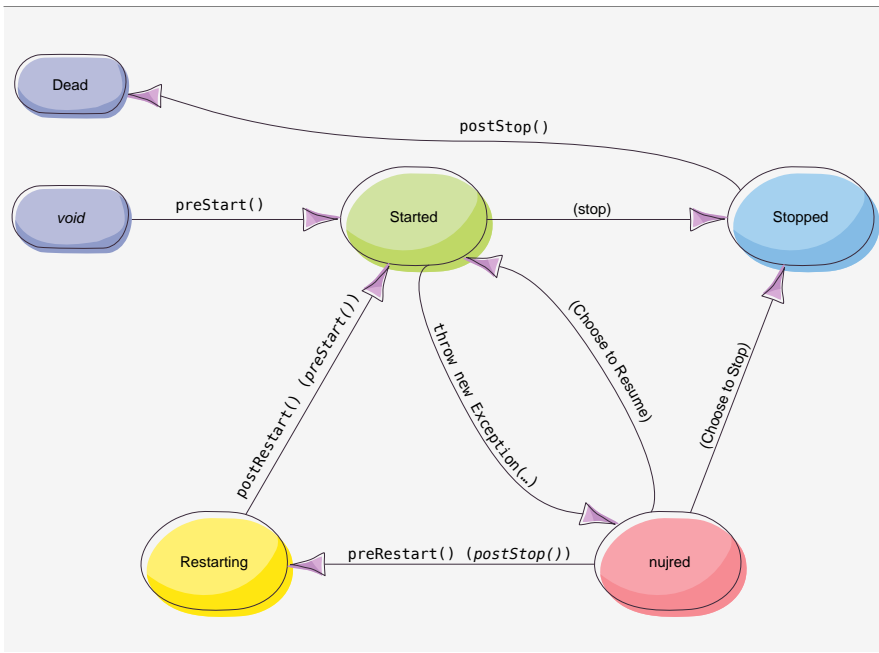 Dead
postStop()
void
preStart()
Started
(stop)
Stopped
postRestart() (preStart())
throw new Exception(…)
(Choose to Resume)
(Choose to Stop)
Restarting
preRestart() (postStop())
nujred